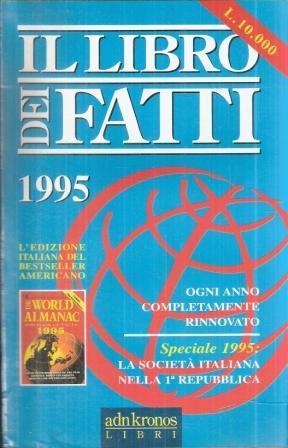 L. 10.000
IL LIBRO
DEI
FATTI
1995
L'EDIZIONE
ITALIANA DEL
BESTSELLER
AMERICANO
THE WORLD
ALMANAC
1995
OGNI ANNO
COMPLETAMENTE
RINNOVATO
Speciale 1995:
LA SOCIETÀ ITALIANA
NELLA 1ª REPUBBLICA
adnkronos
LIBRI